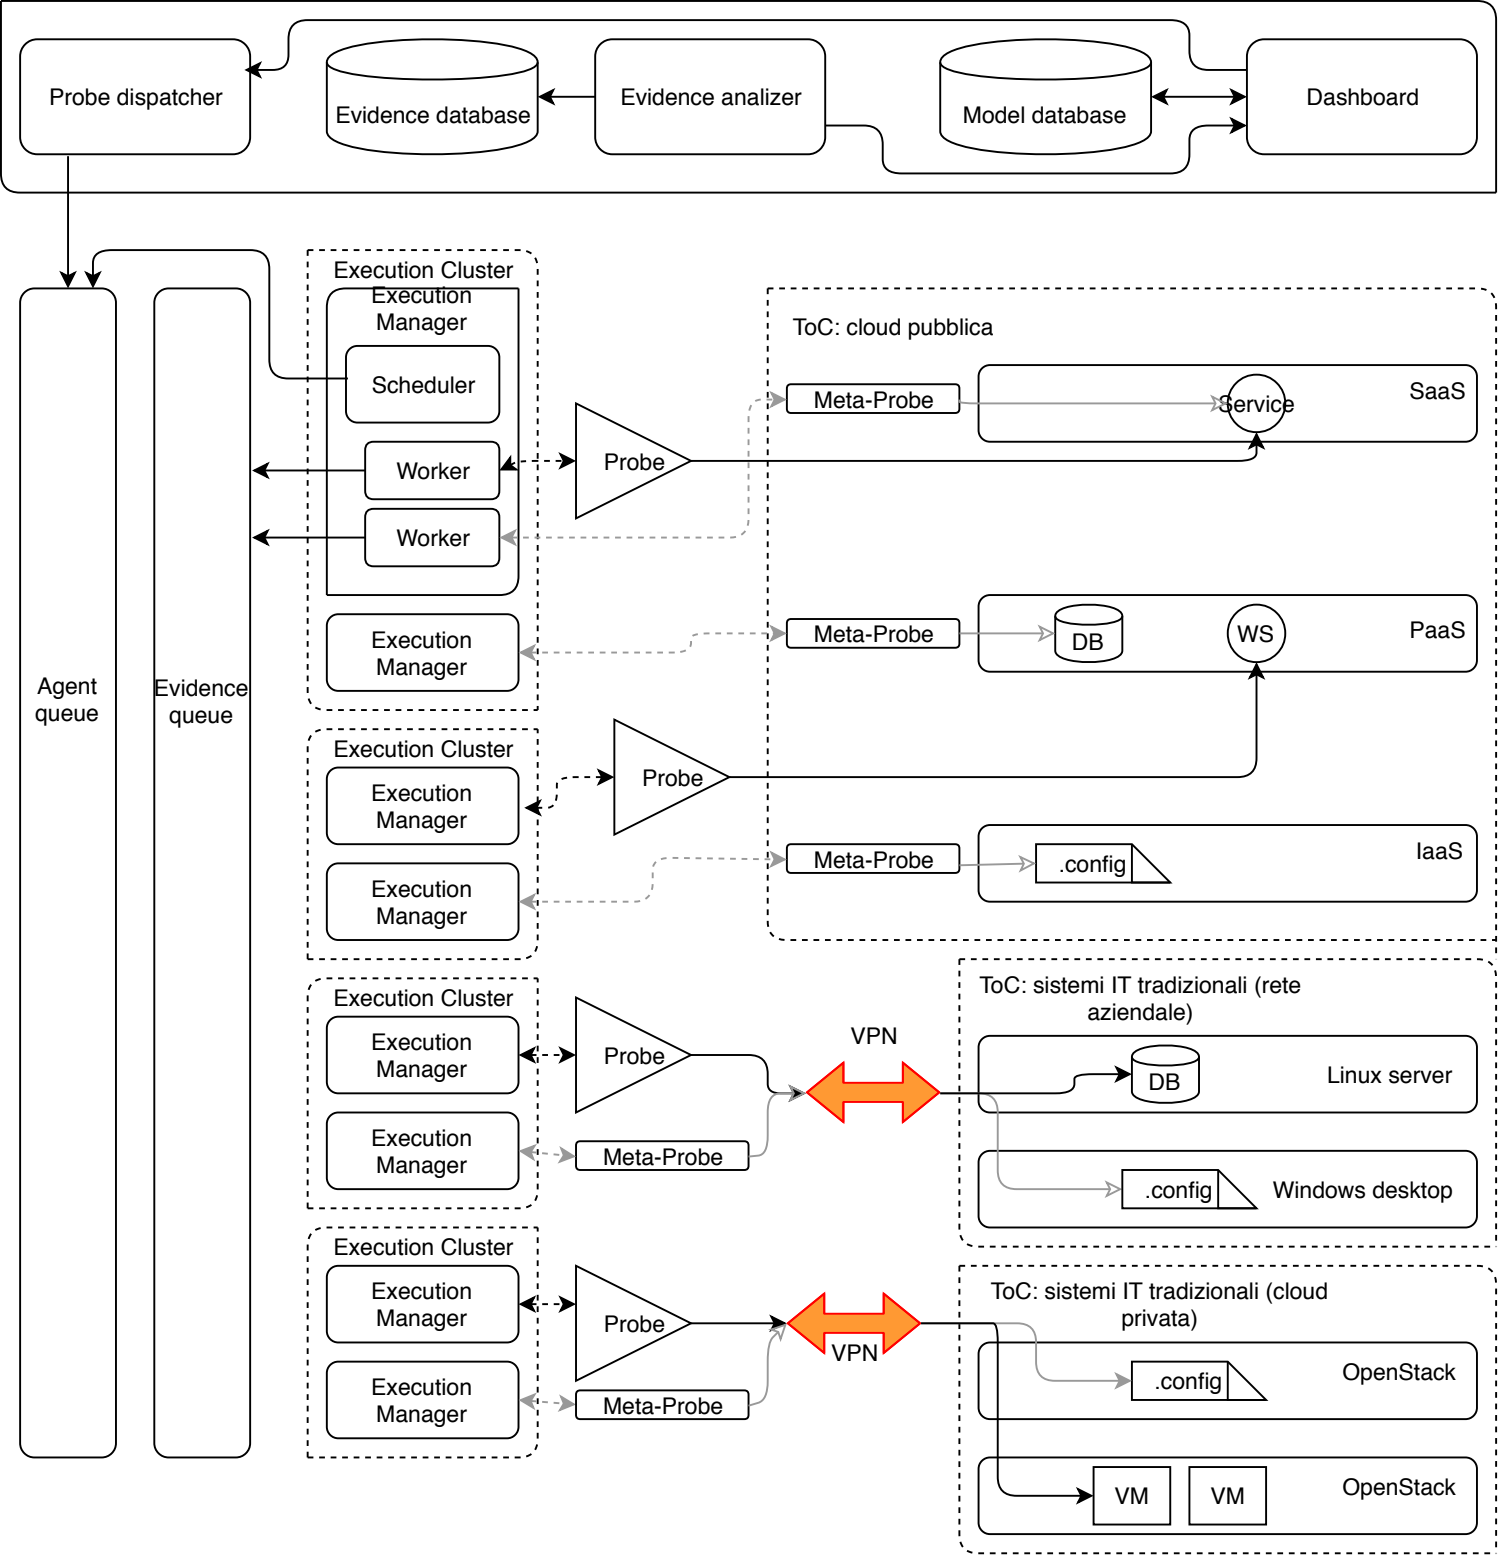 Probe dispatcher
Evidence database
Evidence analizer
Model database
Dashboard
Agent
queue
Evidence
queue
Execution Cluster
Execution
Manager
Scheduler
Worker
Worker
Execution
Manager
Probe
ToC: cloud pubblica
Meta-Probe
Service
SaaS
Meta-Probe
DB
WS
PaaS
Execution Cluster
Execution
Manager
Execution
Manager
Probe
Meta-Probe
.config
IaaS
Execution Cluster
Execution
Manager
Execution
Manager
Probe
Meta-Probe
VPN
ToC: sistemi IT tradizionali (rete
aziendale)
DB
Linux server
.config
Windows desktop
Execution Cluster
Execution
Manager
Execution
Manager
Probe
Meta-Probe
VPN
ToC: sistemi IT tradizionali (cloud
privata)
.config
OpenStack
VM
VM
OpenStack